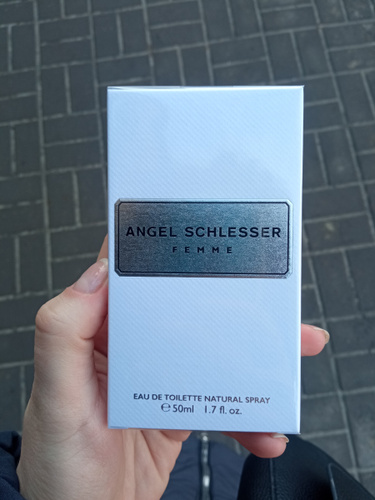 ANGEL SCHLESSER
FEMME
EAU DE TOILETTE NATURAL SPRAY
℮50ml 1.7 fl. oz.